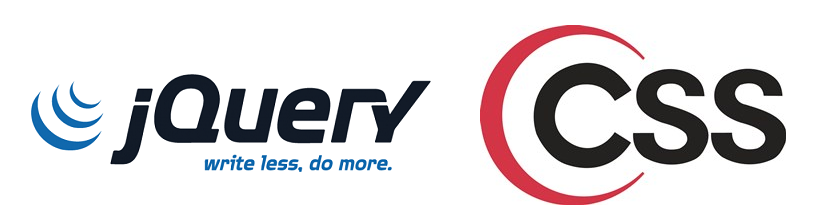 jQuery
write less, do more.
CSS